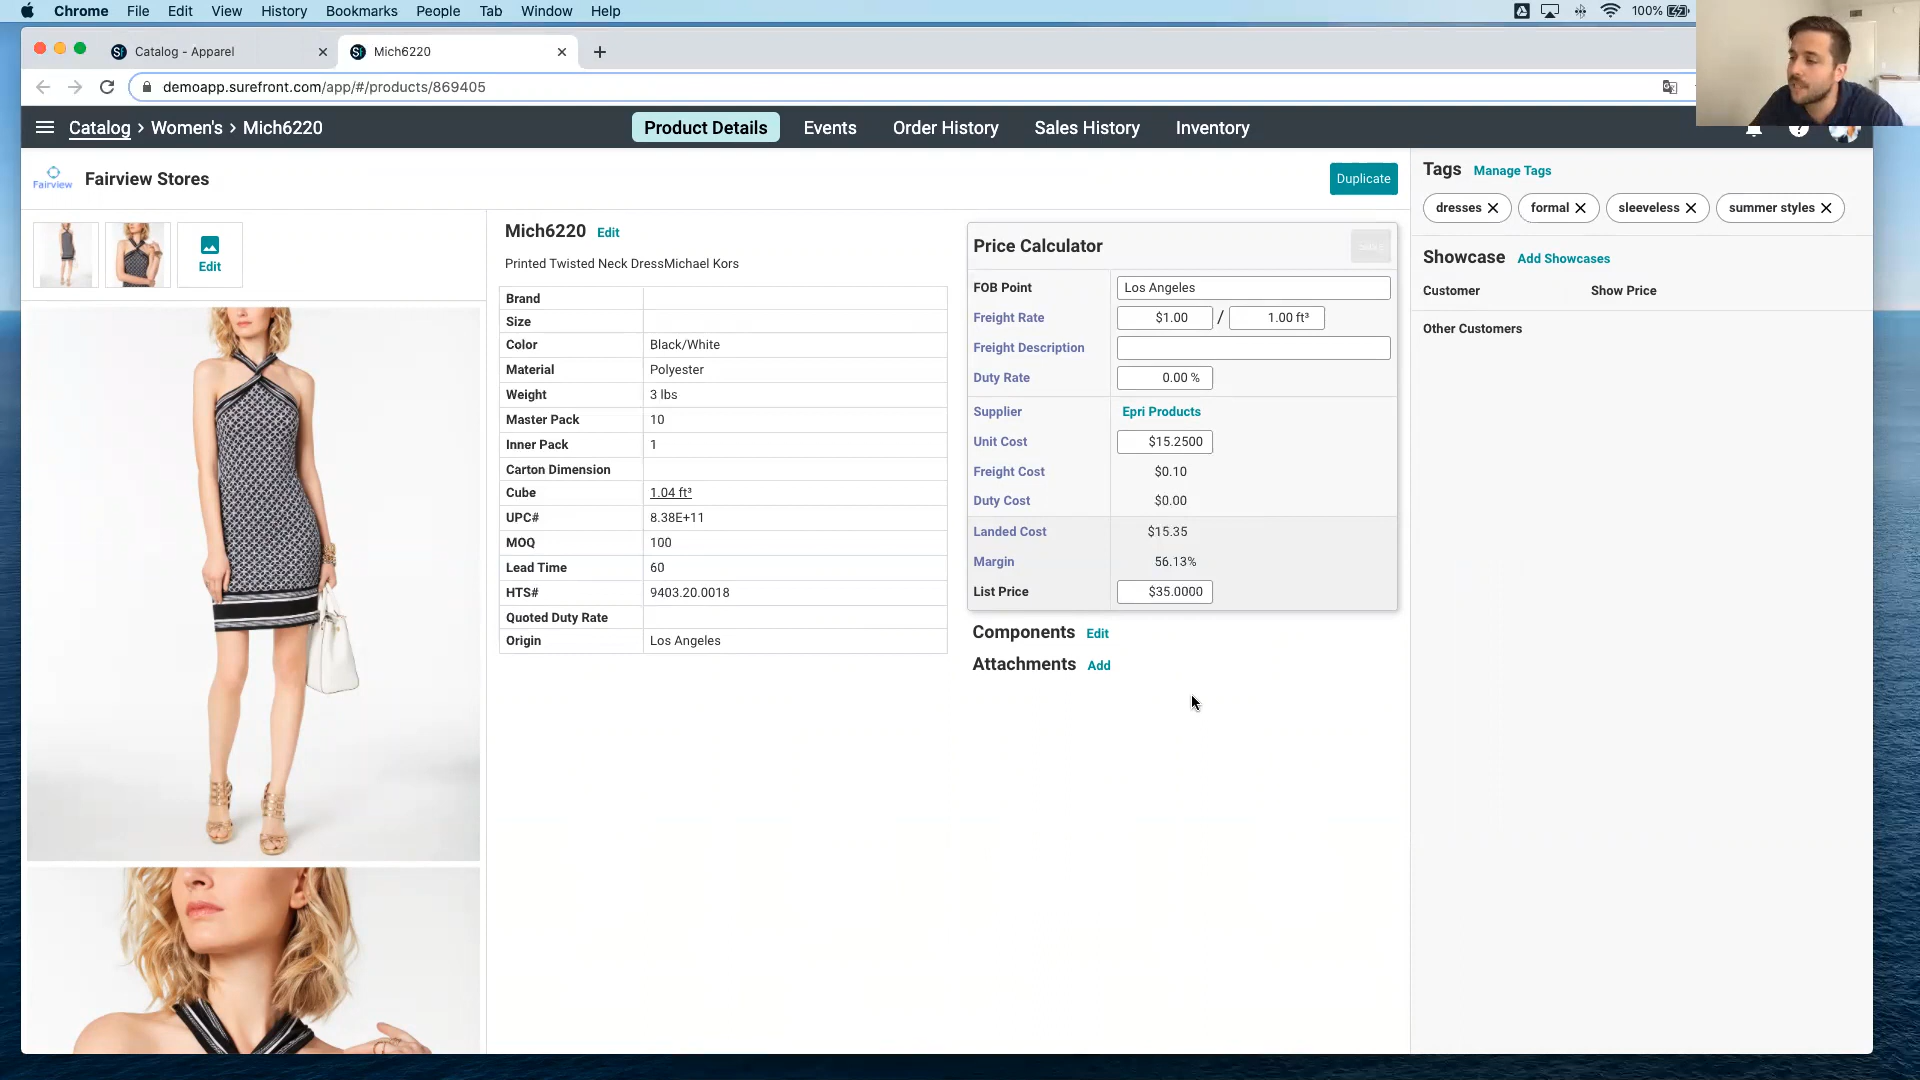 Chrome File Edit View History Bookmarks People Tab Window Help 100%
Catalog - Apparel
Mich6220
demoapp.surefront.com/app/#/products/869405
Catalog > Women's > Mich6220
Product Details Events Order History Sales History Inventory
Fairview
Fairview Stores
Duplicate
Edit
Mich6220 Edit
Printed Twisted Neck DressMichael Kors
Brand
Size
Color Black/White
Material Polyester
Weight 3 lbs
Master Pack 10
Inner Pack 1
Carton Dimension
Cube 1.04 ft³
UPC# 8.38E+11
MOQ 100
Lead Time 60
HTS# 9403.20.0018
Quoted Duty Rate
Origin Los Angeles
Price Calculator
FOB Point Los Angeles
Freight Rate $1.00 / 1.00 ft³
Freight Description
Duty Rate 0.00 %
Supplier Epri Products
Unit Cost $15.2500
Freight Cost $0.10
Duty Cost $0.00
Landed Cost $15.35
Margin 56.13%
List Price $35.0000
Components Edit
Attachments Add
Tags Manage Tags
dresses formal sleeveless summer styles
Showcase Add Showcases
Customer Show Price
Other Customers